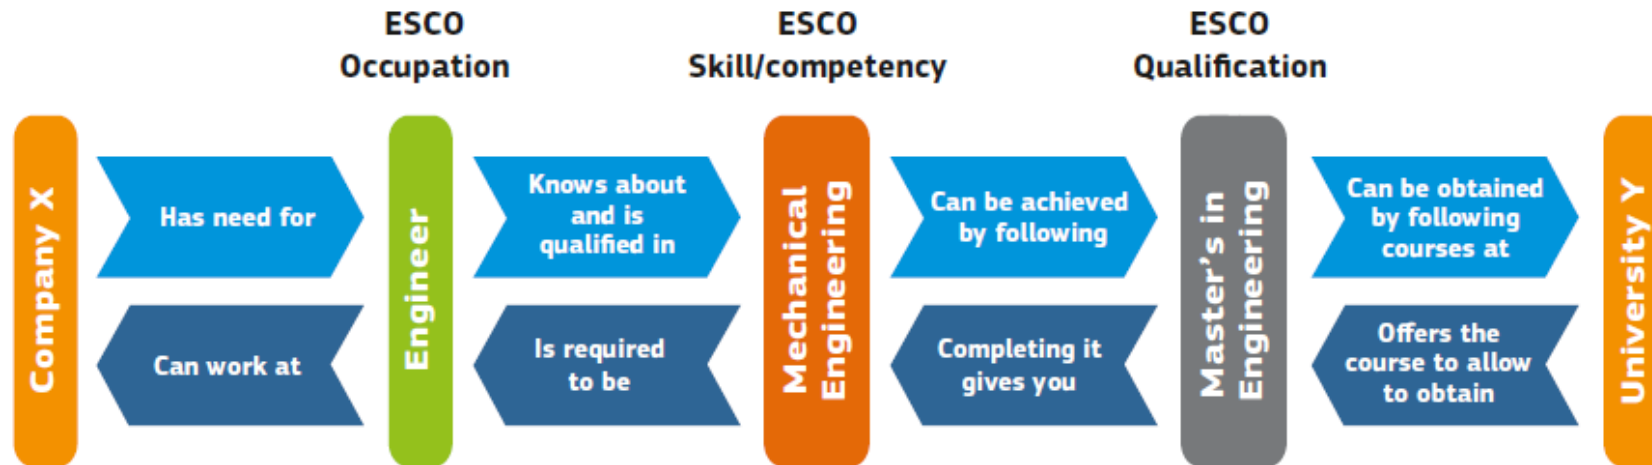 ESCO
Occupation
ESCO
Skill/competency
ESCO
Qualification
Company X
Has need for
Can work at
Engineer
Knows about
and is
qualified in
Is required
to be
Mechanical
Engineering
Can be achieved
by following
Completing it
gives you
Master's in
Engineering
Can be obtained
by following
courses at
Offers the
course to allow
to obtain
University Y